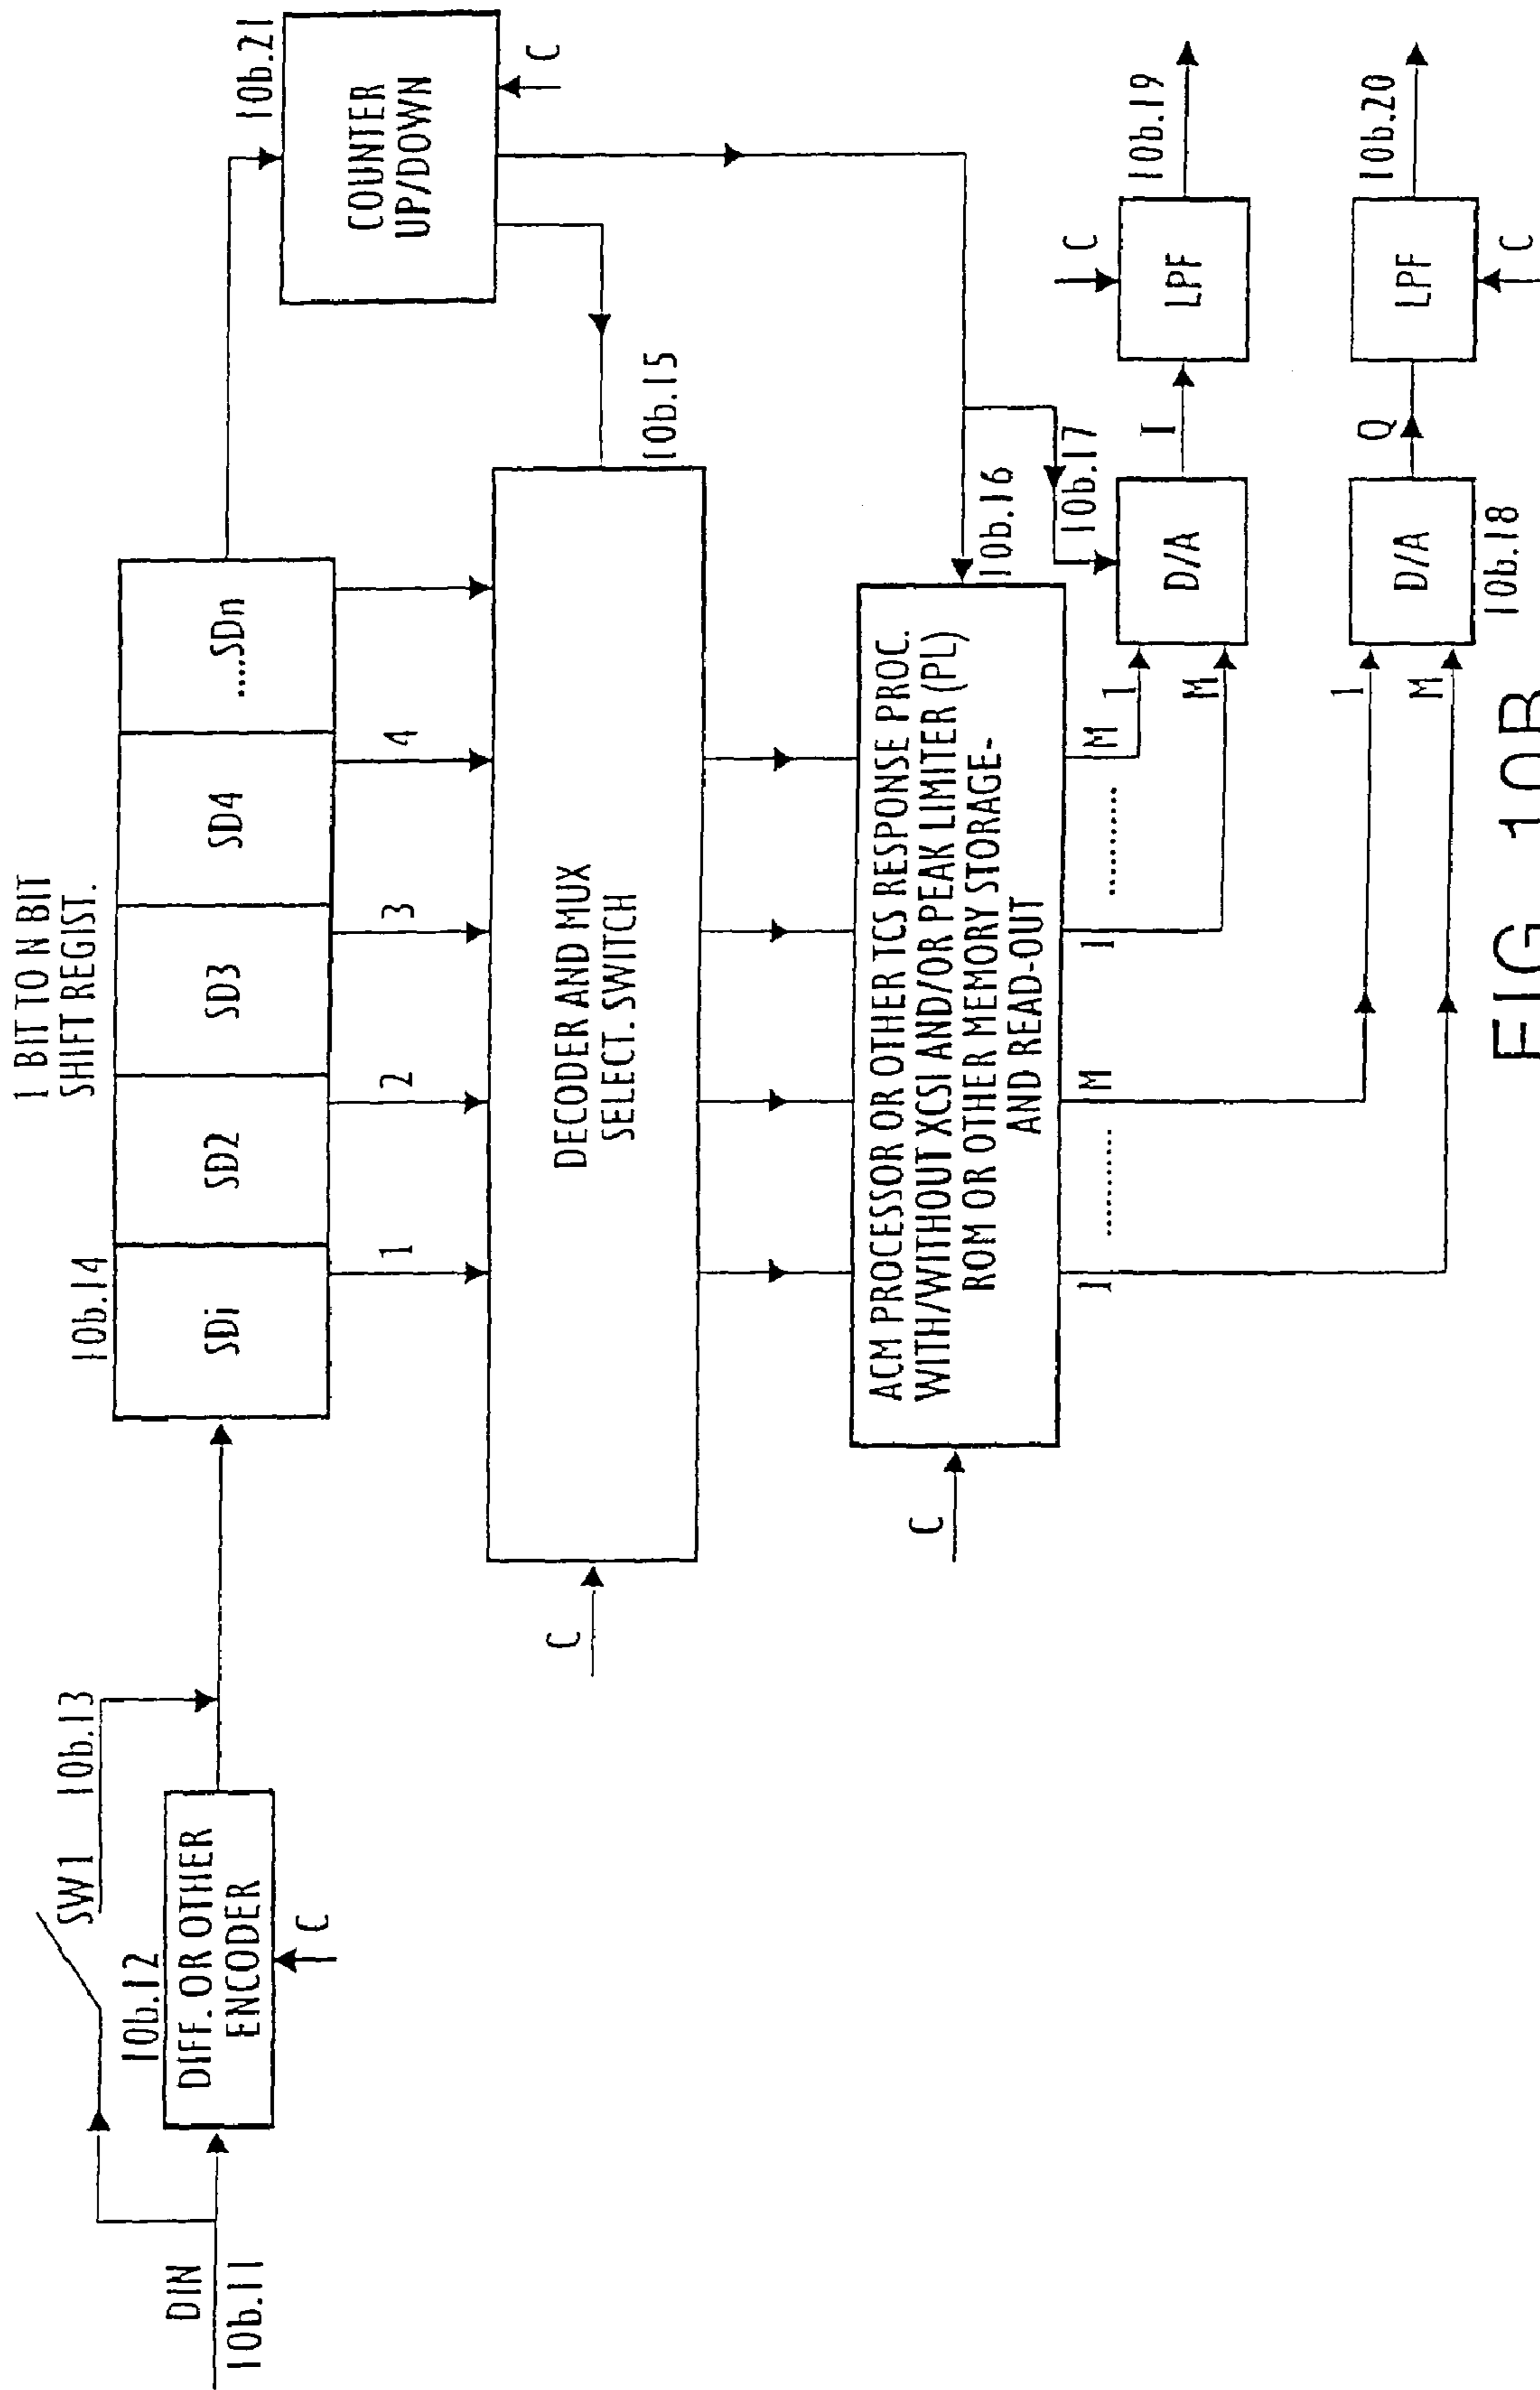 1 BIT TO N BIT
SHIFT REGIST.
10b.14
SDi
SD2
SD3
SD4
.....SDn
10b.21
COUNTER
UP/DOWN
C
SW1 10b.13
10b.12
DIFF. OR OTHER
ENCODER
C
DIN
10b.11
1
2
3
4
DECODER AND MUX
SELECT. SWITCH
10b.15
C
ACM PROCESSOR OR OTHER TCS RESPONSE PROC.
WITH/WITHOUT XCSI AND/OR PEAK LIMITER (PL)
ROM OR OTHER MEMORY STORAGE-
AND READ-OUT
10b.16
C
1 .......... M
1 .......... M
10b.17
1
M
D/A
I
C
LPF
10b.19
1
M
D/A
10b.18
Q
LPF
C
10b.20
FIG. 10B